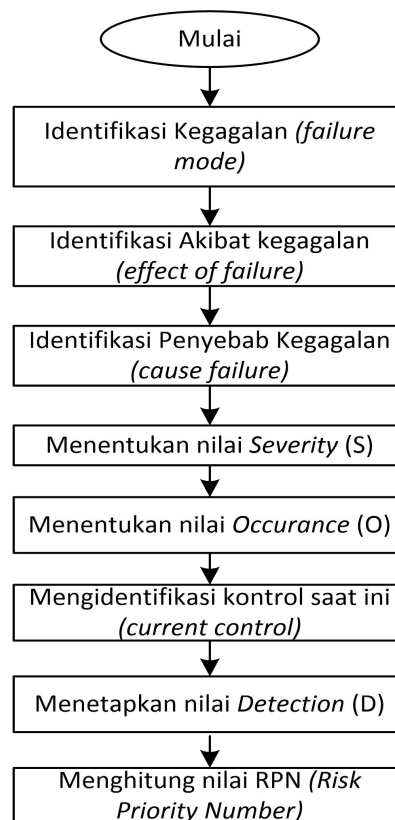 Mulai
Identifikasi Kegagalan (failure
mode)
Identifikasi Akibat kegagalan
(effect of failure)
Identifikasi Penyebab Kegagalan
(cause failure)
Menentukan nilai Severity (S)
Menentukan nilai Occurance (O)
Mengidentifikasi kontrol saat ini
(current control)
Menetapkan nilai Detection (D)
Menghitung nilai RPN (Risk
Priority Number)